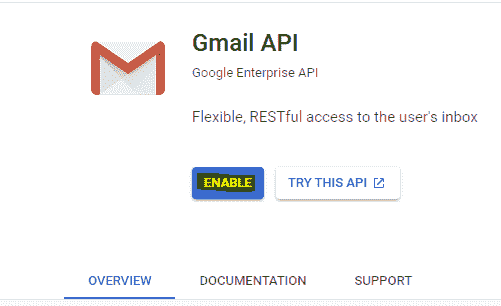 Gmail API
Google Enterprise API
Flexible, RESTful access to the user's inbox
ENABLE
TRY THIS API
OVERVIEW
DOCUMENTATION
SUPPORT